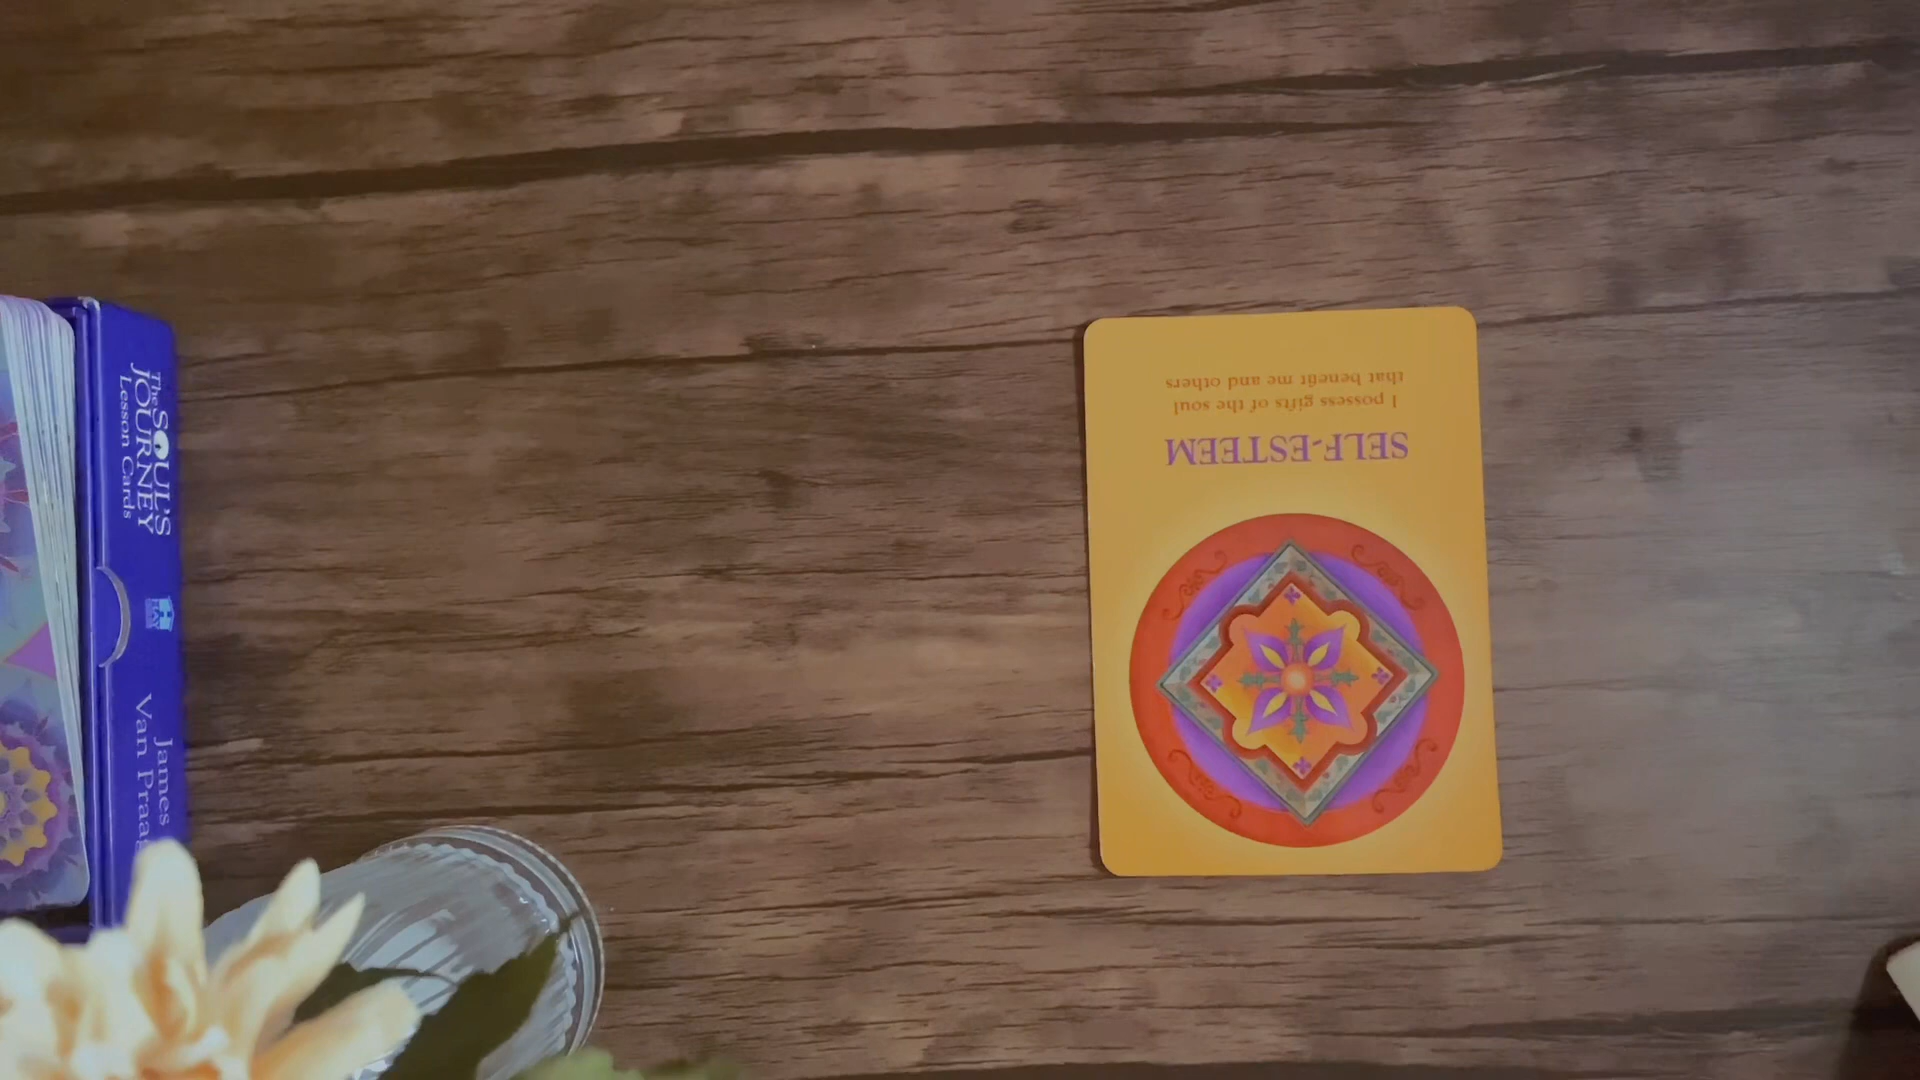 The
SOUL'S
JOURNEY
Lesson Cards
HAY
James
Van
SELF-ESTEEM
I possess gifts of the soul
that benefit me and others